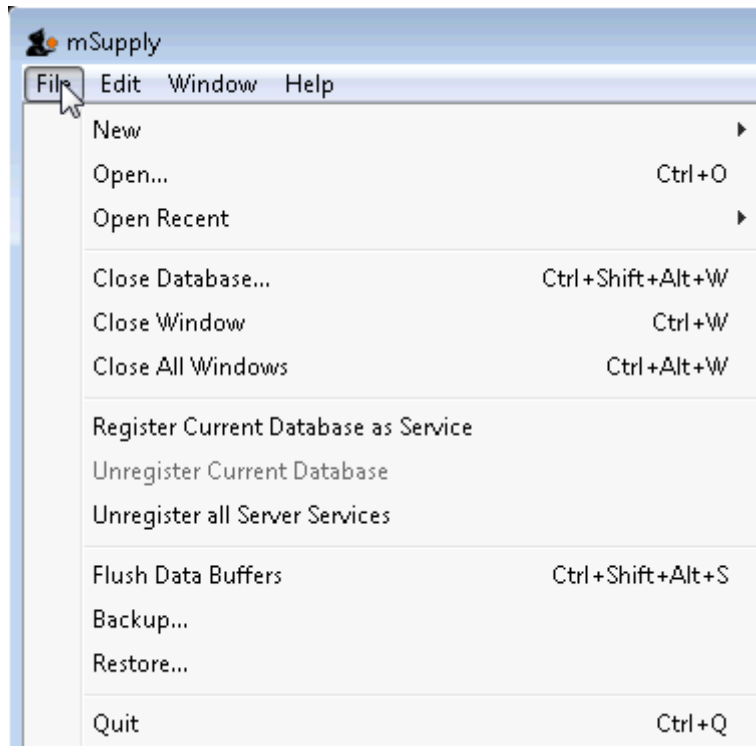 mSupply
File Edit Window Help
New
Open... Ctrl+O
Open Recent
Close Database... Ctrl+Shift+Alt+W
Close Window Ctrl+W
Close All Windows Ctrl+Alt+W
Register Current Database as Service
Unregister Current Database
Unregister all Server Services
Flush Data Buffers Ctrl+Shift+Alt+S
Backup...
Restore...
Quit Ctrl+Q